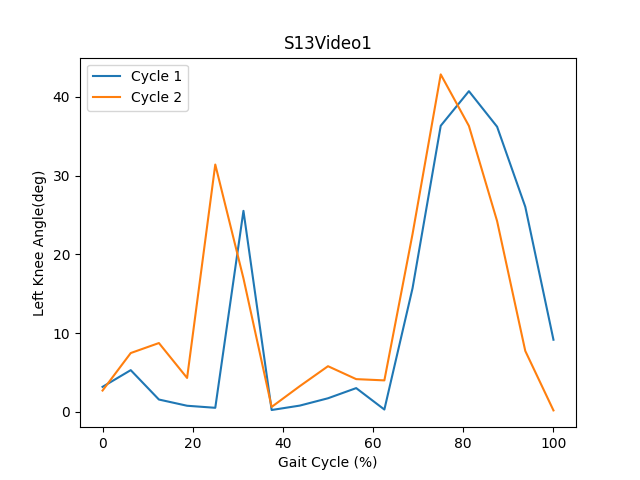 S13Video1
Cycle 1
Cycle 2
Left Knee Angle(deg)
40
30
20
10
0
0 20 40 60 80 100
Gait Cycle (%)